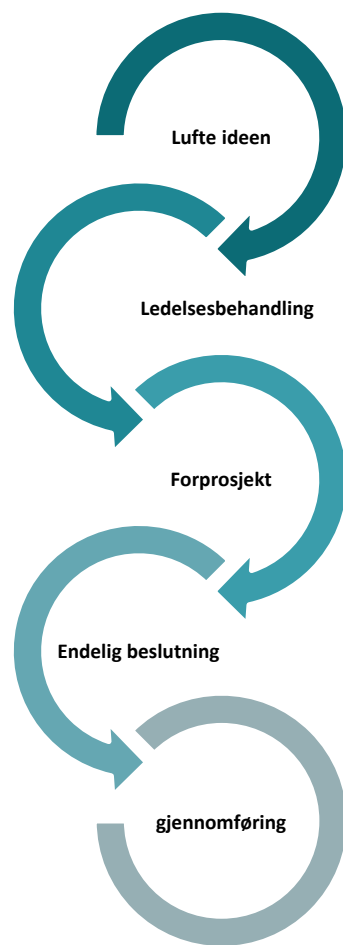 Lufte ideen
Ledelsesbehandling
Forprosjekt
Endelig beslutning
gjennomføring